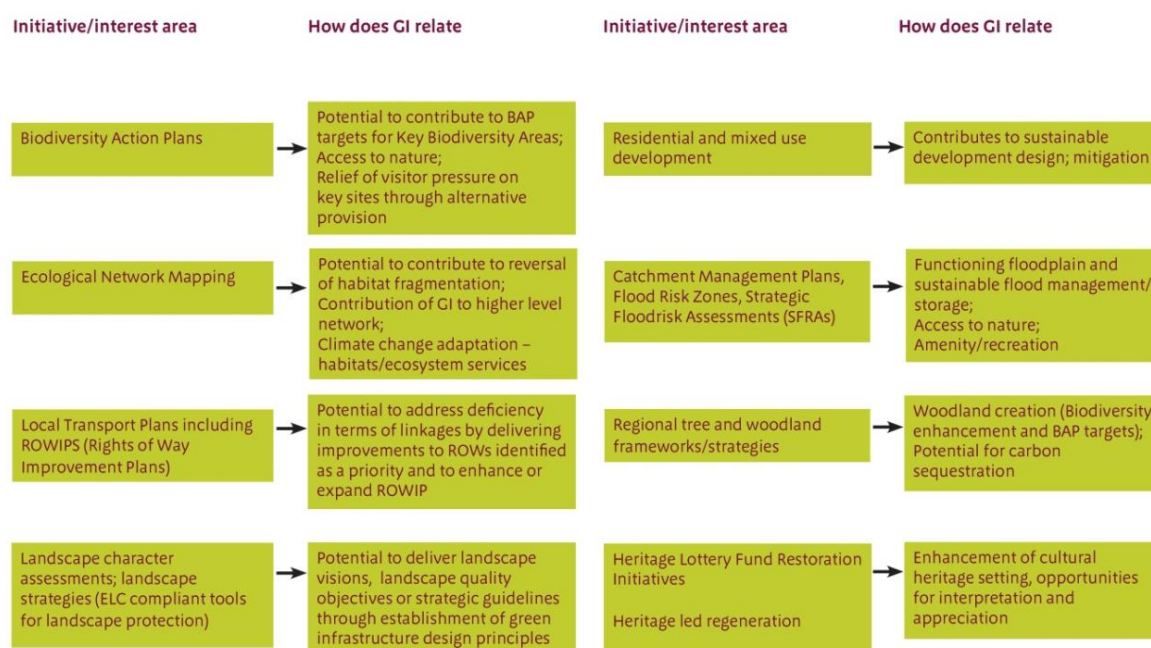 Initiative/interest area
How does GI relate
Initiative/interest area
How does GI relate
Biodiversity Action Plans
Potential to contribute to BAP
targets for Key Biodiversity Areas;
Access to nature;
Relief of visitor pressure on
key sites through alternative
provision
Residential and mixed use
development
Contributes to sustainable
development design; mitigation
Ecological Network Mapping
Potential to contribute to reversal
of habitat fragmentation;
Contribution of GI to higher level
network;
Climate change adaptation –
habitats/ecosystem services
Catchment Management Plans,
Flood Risk Zones, Strategic
Floodrisk Assessments (SFRAs)
Functioning floodplain and
sustainable flood management/
storage;
Access to nature;
Amenity/recreation
Local Transport Plans including
ROWIPS (Rights of Way
Improvement Plans)
Potential to address deficiency
in terms of linkages by delivering
improvements to ROWs identified
as a priority and to enhance or
expand ROWIP
Regional tree and woodland
frameworks/strategies
Woodland creation (Biodiversity
enhancement and BAP targets);
Potential for carbon
sequestration
Landscape character
assessments; landscape
strategies (ELC compliant tools
for landscape protection)
Potential to deliver landscape
visions, landscape quality
objectives or strategic guidelines
through establishment of green
infrastructure design principles
Heritage Lottery Fund Restoration
Initiatives
Heritage led regeneration
Enhancement of cultural
heritage setting, opportunities
for interpretation and
appreciation